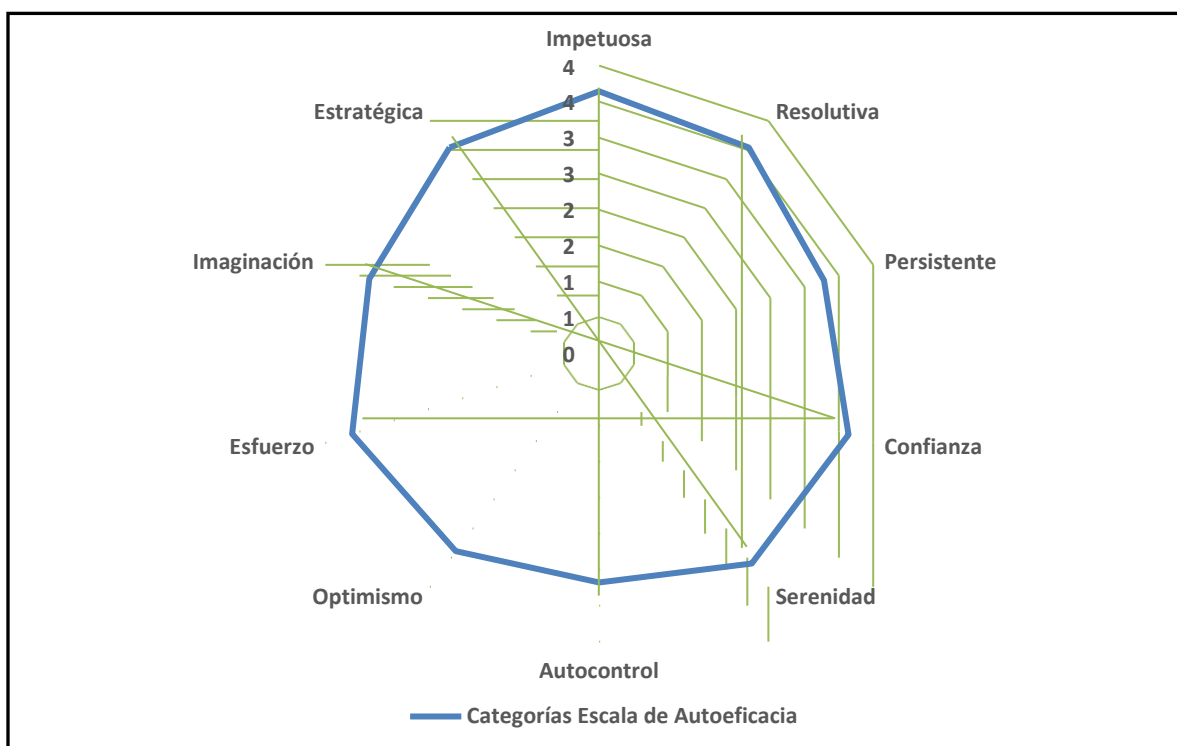 Impetuosa
4
4
3
3
2
2
1
1
0
Resolutiva
Persistente
Confianza
Serenidad
Autocontrol
Optimismo
Esfuerzo
Imaginación
Estratégica
Categorías Escala de Autoeficacia